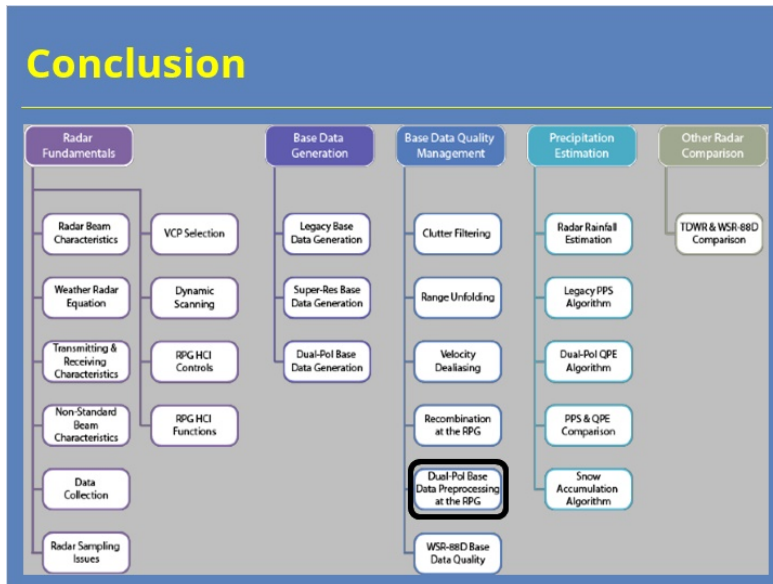 Conclusion
Radar
Fundamentals
Radar Beam
Characteristics
Weather Radar
Equation
Transmitting &
Receiving
Characteristics
Non-Standard
Beam
Characteristics
Data
Collection
Radar Sampling
Issues
VCP Selection
Dynamic
Scanning
RPG HCI
Controls
RPG HCI
Functions
Base Data
Generation
Legacy Base
Data Generation
Super-Res Base
Data Generation
Dual-Pol Base
Data Generation
Base Data Quality
Management
Clutter Filtering
Range Unfolding
Velocity
Dealiasing
Recombination
at the RPG
Dual-Pol Base
Data Preprocessing
at the RPG
WSR-88D Base
Data Quality
Precipitation
Estimation
Radar Rainfall
Estimation
Legacy PPS
Algorithm
Dual-Pol QPE
Algorithm
PPS & QPE
Comparison
Snow
Accumulation
Algorithm
Other Radar
Comparison
TDWR & WSR-88D
Comparison